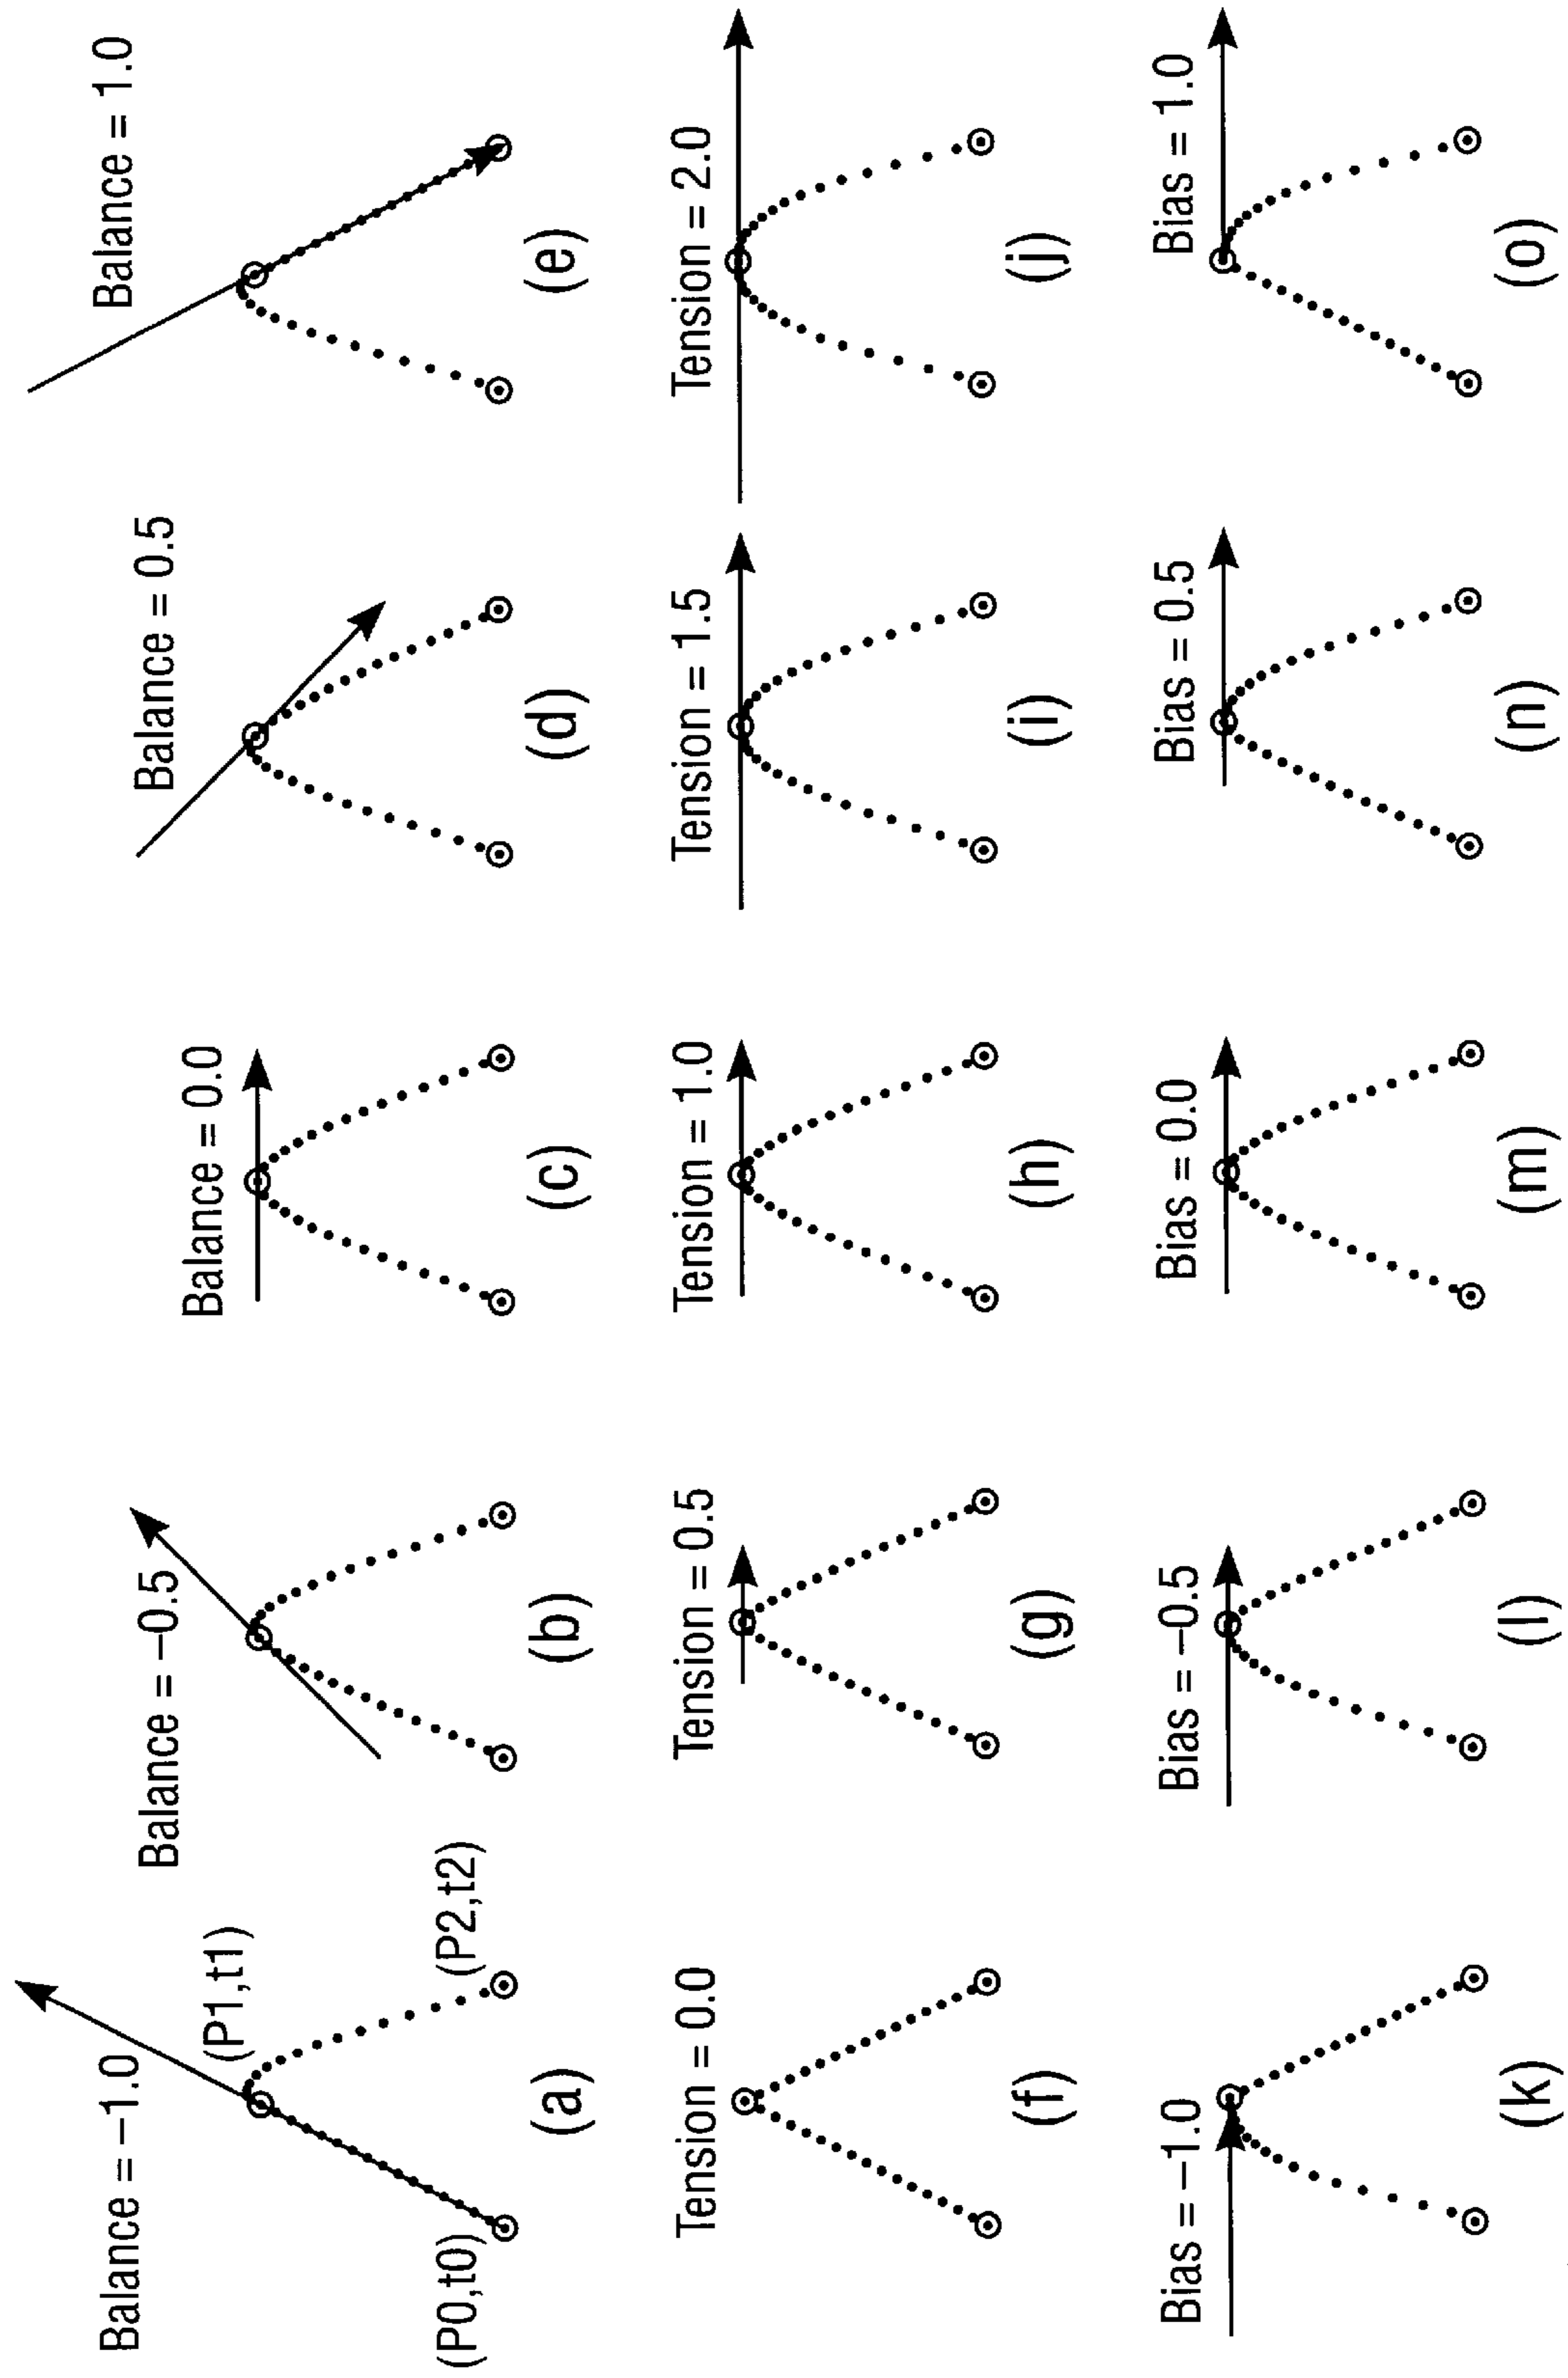 Balance = –1.0
Balance = –0.5
Balance = 0.0
Balance = 0.5
Balance = 1.0
(P0,t0)
(P1,t1)
(P2,t2)
(a)
(b)
(c)
(d)
(e)
Tension = 0.0
Tension = 0.5
Tension = 1.0
Tension = 1.5
Tension = 2.0
(f)
(g)
(h)
(i)
(j)
Bias = –1.0
Bias = –0.5
Bias = 0.0
Bias = 0.5
Bias = 1.0
(k)
(l)
(m)
(n)
(o)